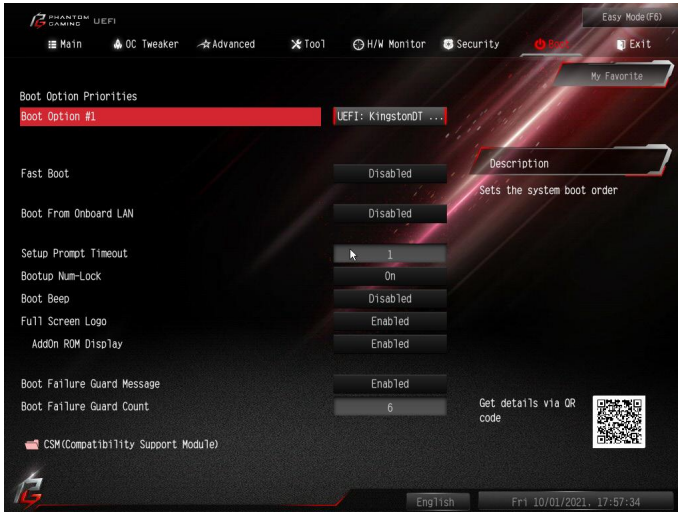 PHANTOM GAMING UEFI
Easy Mode(F6)
Main OC Tweaker Advanced Tool H/W Monitor Security Boot Exit
My Favorite
Boot Option Priorities
Boot Option #1 UEFI: KingstonDT ...
Description
Sets the system boot order
Fast Boot Disabled
Boot From Onboard LAN Disabled
Setup Prompt Timeout 1
Bootup Num-Lock On
Boot Beep Disabled
Full Screen Logo Enabled
AddOn ROM Display Enabled
Boot Failure Guard Message Enabled
Boot Failure Guard Count 6
Get details via QR
code
CSM(Compatibility Support Module)
English Fri 10/01/2021. 17:57:34